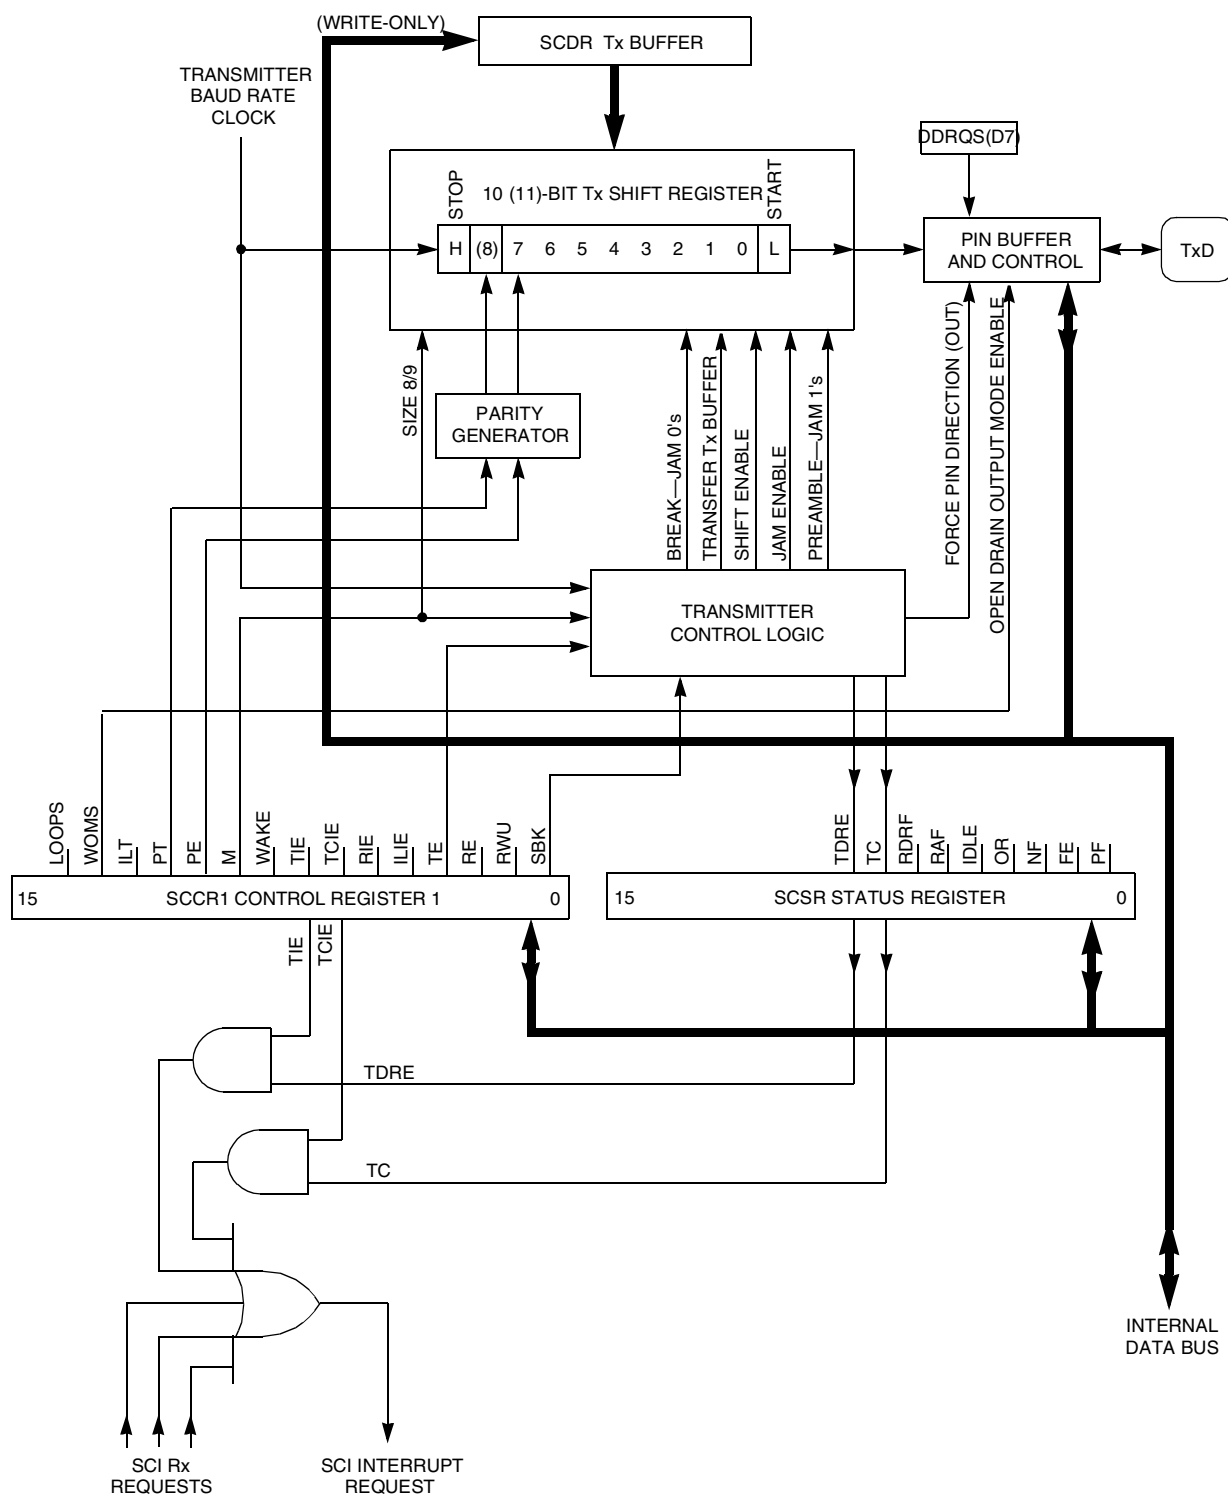 (WRITE-ONLY)
SCDR Tx BUFFER
TRANSMITTER
BAUD RATE
CLOCK
DDRQS(D7)
STOP
10 (11)-BIT Tx SHIFT REGISTER
START
H (8) 7 6 5 4 3 2 1 0 L
PIN BUFFER
AND CONTROL
TxD
SIZE 8/9
PARITY
GENERATOR
BREAK—JAM 0's
TRANSFER Tx BUFFER
SHIFT ENABLE
JAM ENABLE
PREAMBLE—JAM 1's
FORCE PIN DIRECTION (OUT)
OPEN DRAIN OUTPUT MODE ENABLE
TRANSMITTER
CONTROL LOGIC
LOOPS
WOMS
ILT
PT
PE
M
WAKE
TIE
TCIE
RIE
ILIE
TE
RE
RWU
SBK
TDRE
TC
RDRF
RAF
IDLE
OR
NF
FE
PF
15 SCCR1 CONTROL REGISTER 1 0
15 SCSR STATUS REGISTER 0
TIE
TCIE
TDRE
TC
INTERNAL
DATA BUS
SCI Rx
REQUESTS
SCI INTERRUPT
REQUEST